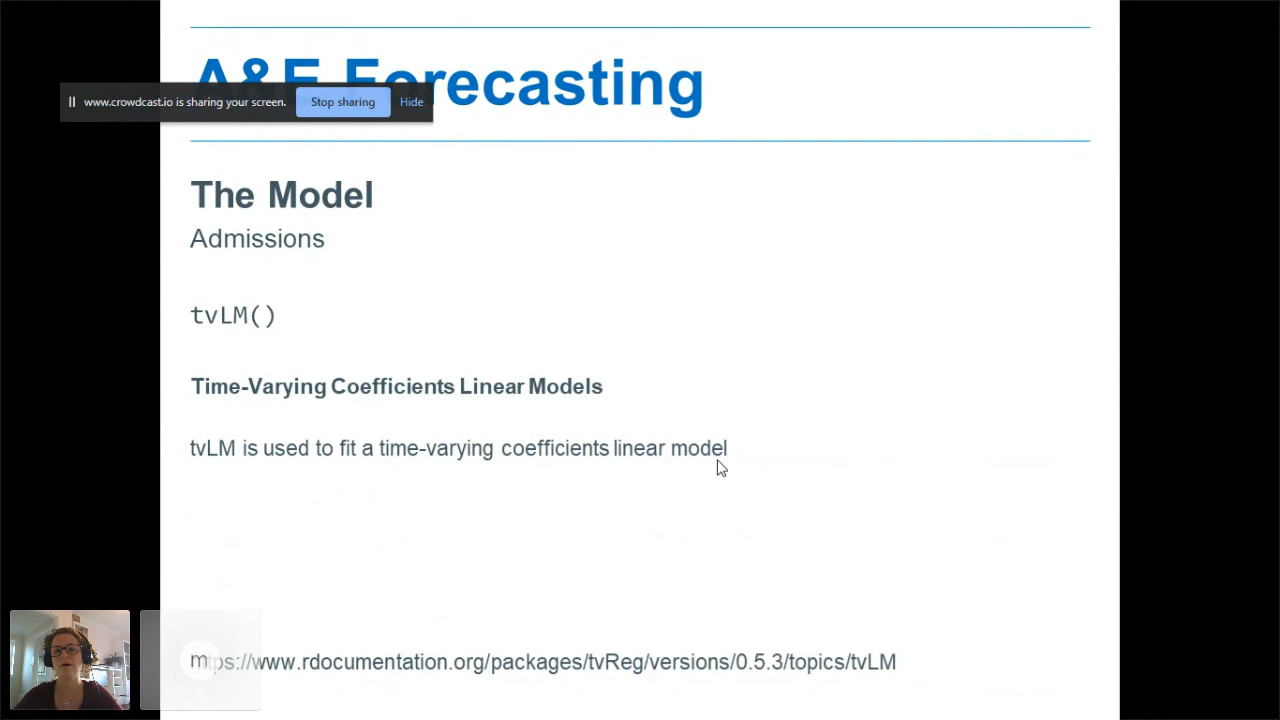 A&E Forecasting
www.crowdcast.io is sharing your screen. Stop sharing Hide
The Model
Admissions
tvLM()
Time-Varying Coefficients Linear Models
tvLM is used to fit a time-varying coefficients linear model
m
tps://www.rdocumentation.org/packages/tvReg/versions/0.5.3/topics/tvLM